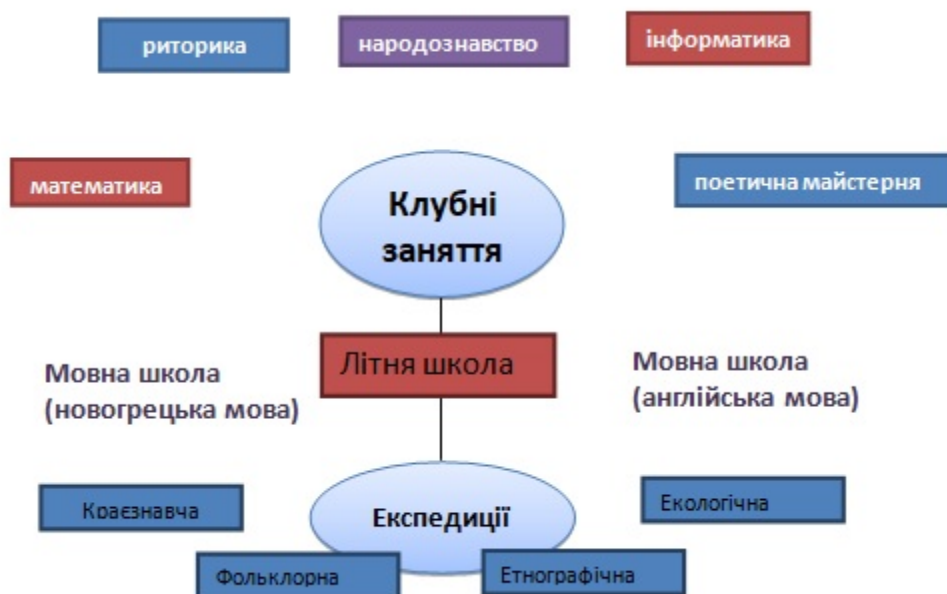 риторика
народознавство
інформатика
математика
поетична майстерня
Клубні
заняття
Літня школа
Мовна школа
(новогрецька мова)
Мовна школа
(англійська мова)
Краєзнавча
Експедиції
Екологічна
Фольклорна
Етнографічна